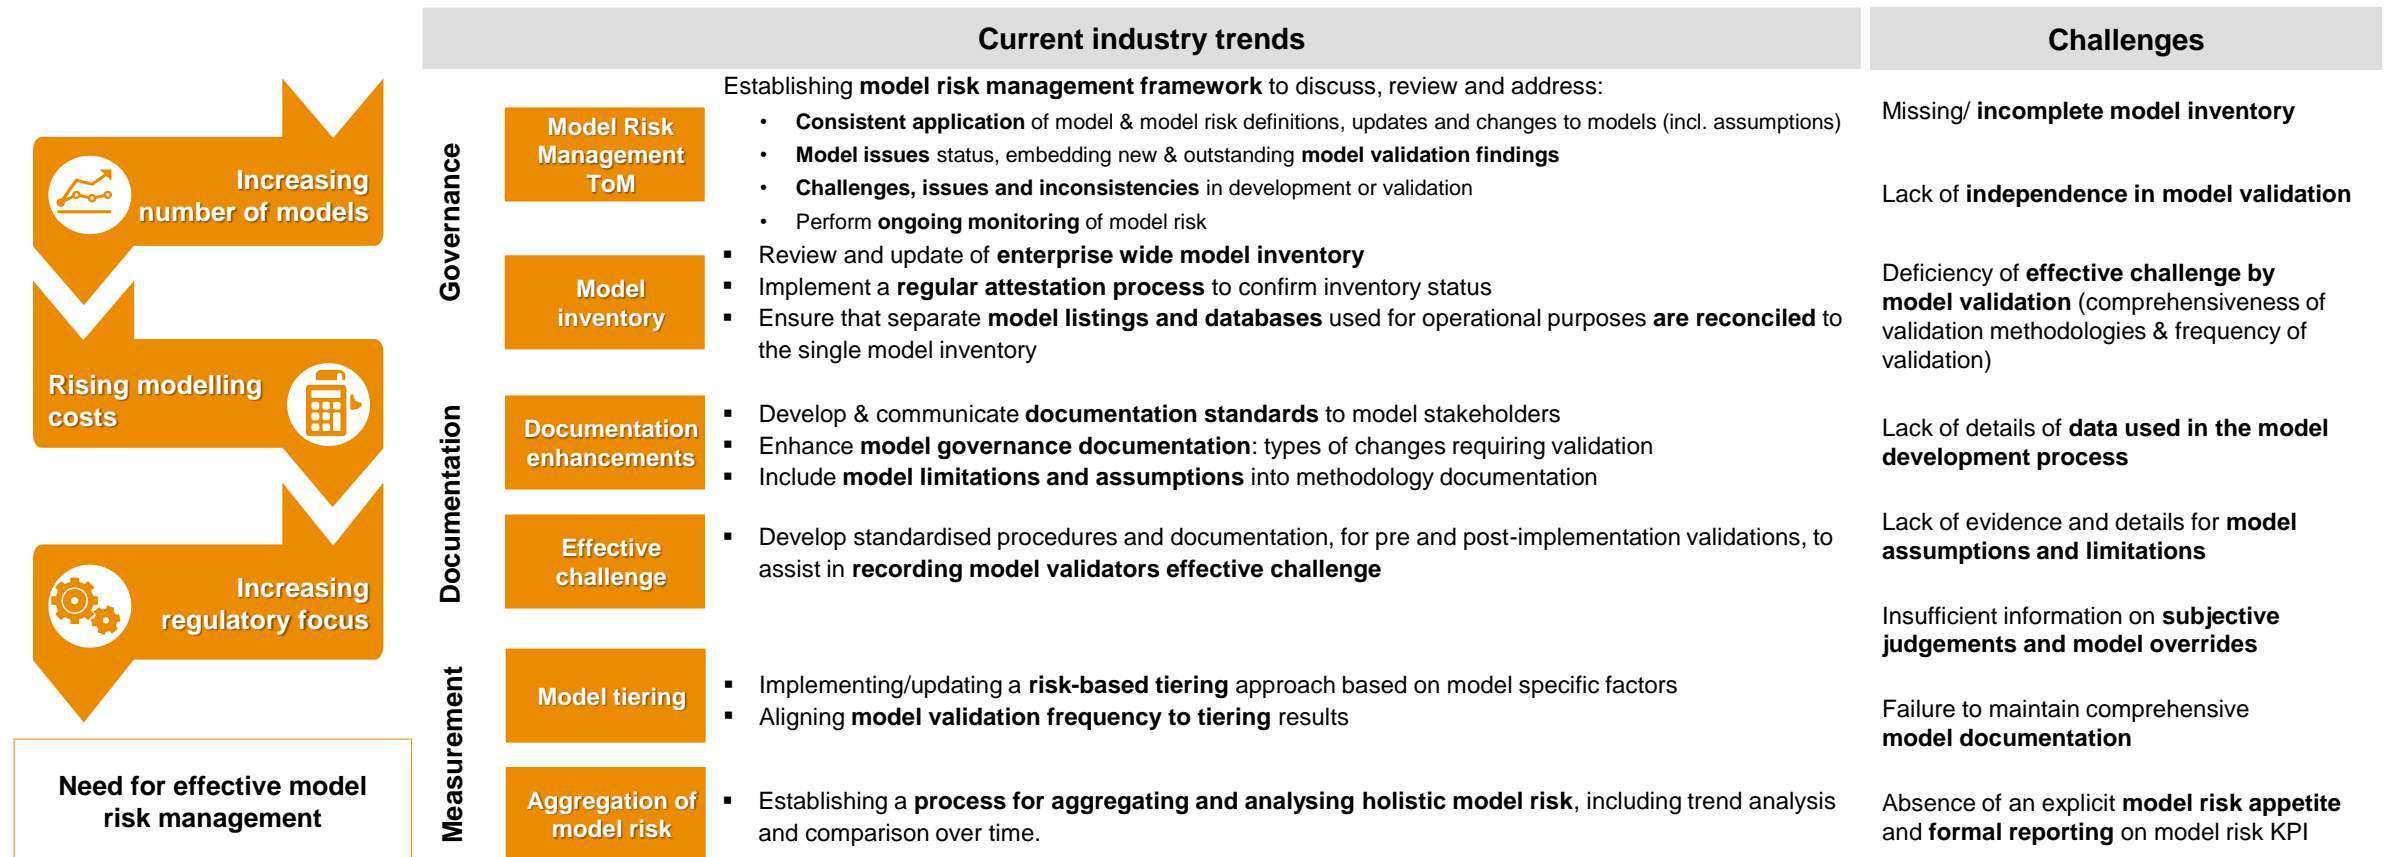 Increasing
number of models
Rising modelling
costs
Increasing
regulatory focus
Need for effective model
risk management
Current industry trends
Governance
Model Risk
Management
ToM
Establishing model risk management framework to discuss, review and address:
• Consistent application of model & model risk definitions, updates and changes to models (incl. assumptions)
• Model issues status, embedding new & outstanding model validation findings
• Challenges, issues and inconsistencies in development or validation
• Perform ongoing monitoring of model risk
Model
inventory
▪ Review and update of enterprise wide model inventory
▪ Implement a regular attestation process to confirm inventory status
▪ Ensure that separate model listings and databases used for operational purposes are reconciled to
the single model inventory
Documentation
Documentation
enhancements
▪ Develop & communicate documentation standards to model stakeholders
▪ Enhance model governance documentation: types of changes requiring validation
▪ Include model limitations and assumptions into methodology documentation
Effective
challenge
▪ Develop standardised procedures and documentation, for pre and post-implementation validations, to
assist in recording model validators effective challenge
Measurement
Model tiering
▪ Implementing/updating a risk-based tiering approach based on model specific factors
▪ Aligning model validation frequency to tiering results
Aggregation of
model risk
▪ Establishing a process for aggregating and analysing holistic model risk, including trend analysis
and comparison over time.
Challenges
Missing/ incomplete model inventory
Lack of independence in model validation
Deficiency of effective challenge by
model validation (comprehensiveness of
validation methodologies & frequency of
validation)
Lack of details of data used in the model
development process
Lack of evidence and details for model
assumptions and limitations
Insufficient information on subjective
judgements and model overrides
Failure to maintain comprehensive
model documentation
Absence of an explicit model risk appetite
and formal reporting on model risk KPI